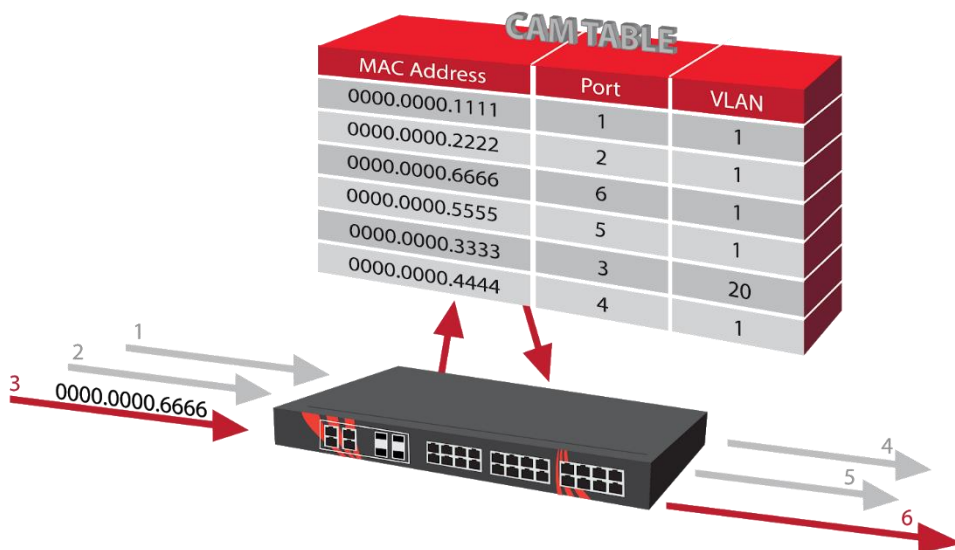 CAM TABLE
MAC Address Port VLAN
0000.0000.1111 1 1
0000.0000.2222 2 1
0000.0000.6666 6 1
0000.0000.5555 5 1
0000.0000.3333 3 20
0000.0000.4444 4 1
1
2
3 0000.0000.6666
4
5
6